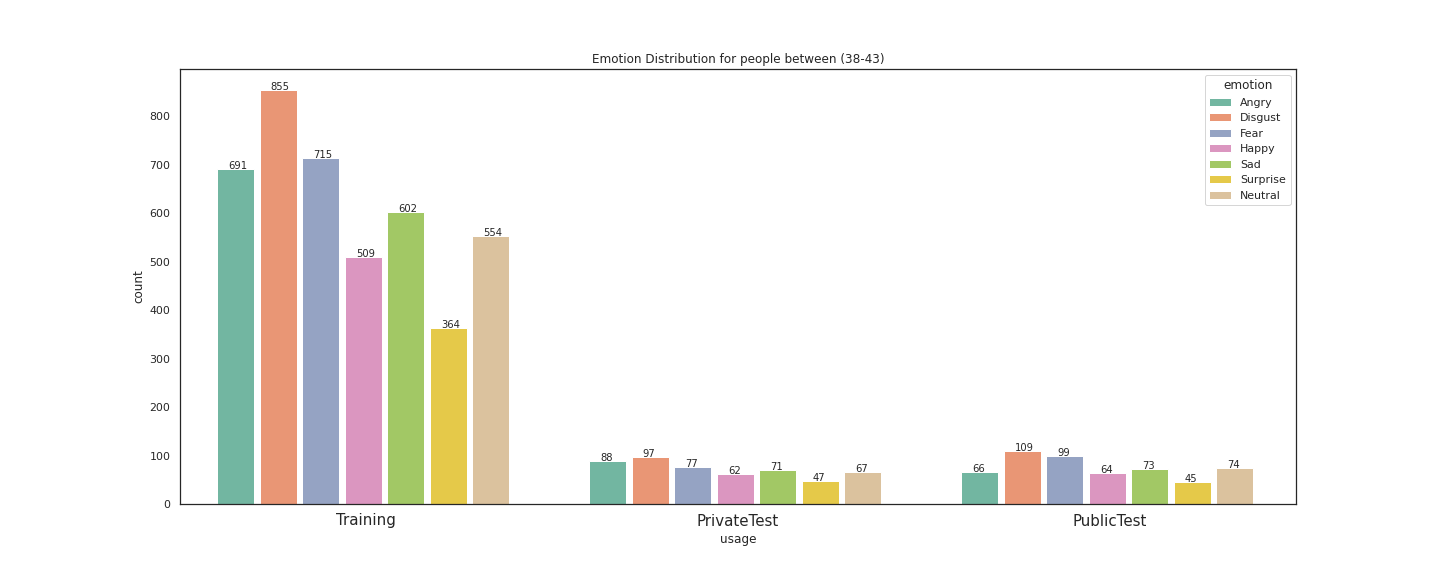 Emotion Distribution for people between (38-43)
emotion
Angry
Disgust
Fear
Happy
Sad
Surprise
Neutral
count
800
700
600
500
400
300
200
100
0
691
855
715
509
602
364
554
88
97
77
62
71
47
67
66
109
99
64
73
45
74
Training
PrivateTest
PublicTest
usage